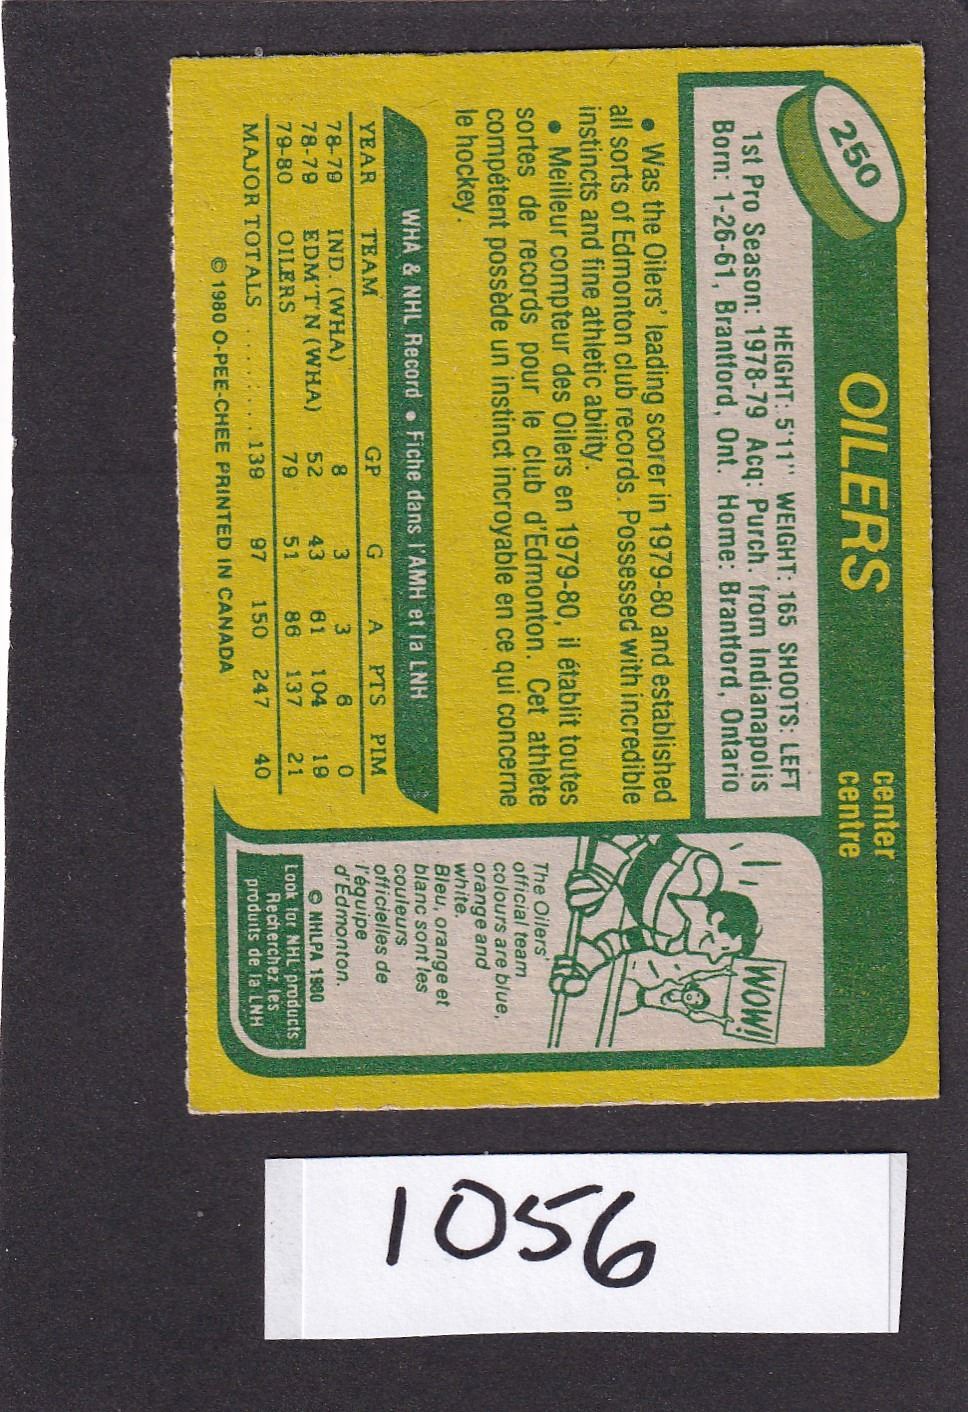 250
OILERS
center
centre
HEIGHT: 5'11" WEIGHT: 165 SHOOTS: LEFT
1st Pro Season: 1978-79 Acq: Purch. from Indianapolis
Born: 1-26-61, Brantford, Ont. Home: Brantford, Ontario
• Was the Oilers' leading scorer in 1979-80 and established
all sorts of Edmonton club records. Possessed with incredible
instincts and fine athletic ability.
• Meilleur compteur des Oilers en 1979-80, il établit toutes
sortes de records pour le club d'Edmonton. Cet athlète
compétent possède un instinct incroyable en ce qui concerne
le hockey.
WHA & NHL Record • Fiche dans l'AMH et la LNH
YEAR TEAM GP G A PTS PIM
78-79 IND. (WHA) 8 3 3 6 0
78-79 EDM'T'N (WHA) 52 43 61 104 19
79-80 OILERS 79 51 86 137 21
MAJOR TOTALS ........ 139 97 150 247 40
© 1980 O-PEE-CHEE PRINTED IN CANADA
WOW!
The Oilers'
official team
colours are blue,
orange and
white.
Bleu, orange et
blanc sont les
couleurs
officielles de
l'équipe
d'Edmonton.
© NHLPA 1980
Look for NHL products
Recherchez les
produits de la LNH
1056